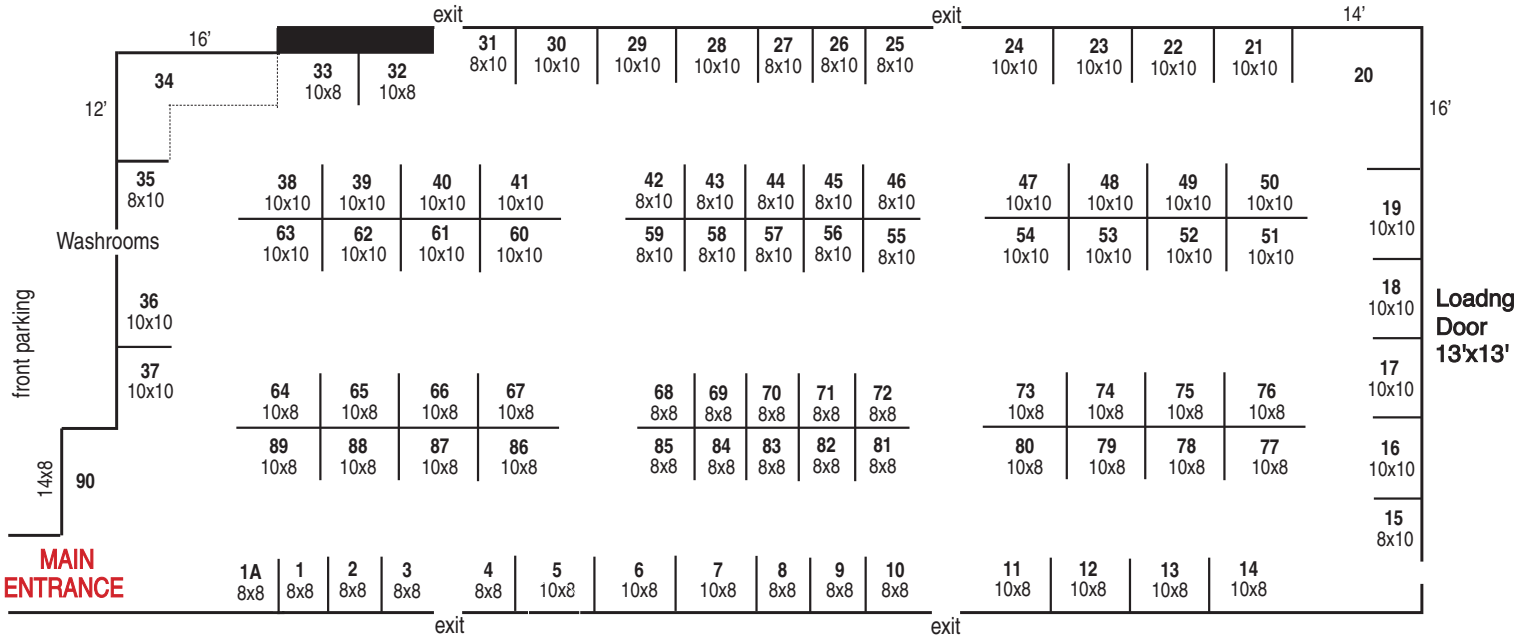 exit exit 14'
16'
31 30 29 28 27 26 25 24 23 22 21
8x10 10x10 10x10 10x10 8x10 8x10 8x10 10x10 10x10 10x10 10x10
34 33 32 20
10x8 10x8
12' 16'
35 38 39 40 41 42 43 44 45 46 47 48 49 50
8x10 10x10 10x10 10x10 10x10 8x10 8x10 8x10 8x10 8x10 10x10 10x10 10x10 10x10
19
10x10
Washrooms 63 62 61 60 59 58 57 56 55 54 53 52 51
10x10 10x10 10x10 10x10 8x10 8x10 8x10 8x10 8x10 10x10 10x10 10x10 10x10
front parking
36 18
10x10 10x10
Loadng
Door
13'x13'
37 17
10x10 10x10
64 65 66 67 68 69 70 71 72 73 74 75 76
10x8 10x8 10x8 10x8 8x8 8x8 8x8 8x8 8x8 10x8 10x8 10x8 10x8
89 88 87 86 85 84 83 82 81 80 79 78 77 16
10x8 10x8 10x8 10x8 8x8 8x8 8x8 8x8 8x8 10x8 10x8 10x8 10x8 10x10
14x8 90
15
8x10
MAIN
ENTRANCE
1A 1 2 3 4 5 6 7 8 9 10 11 12 13 14
8x8 8x8 8x8 8x8 8x8 10x8 10x8 10x8 8x8 8x8 8x8 10x8 10x8 10x8 10x8
exit exit